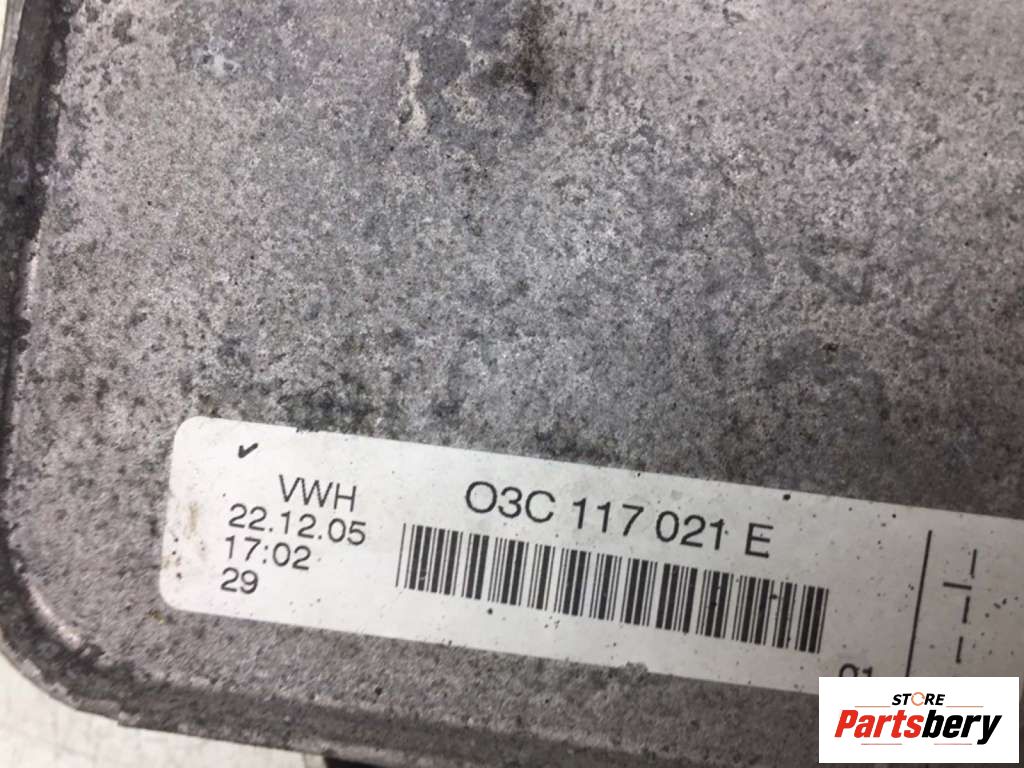 VWH
22.12.05
17:02
29
O3C 117 021 E
STORE
Partsbery